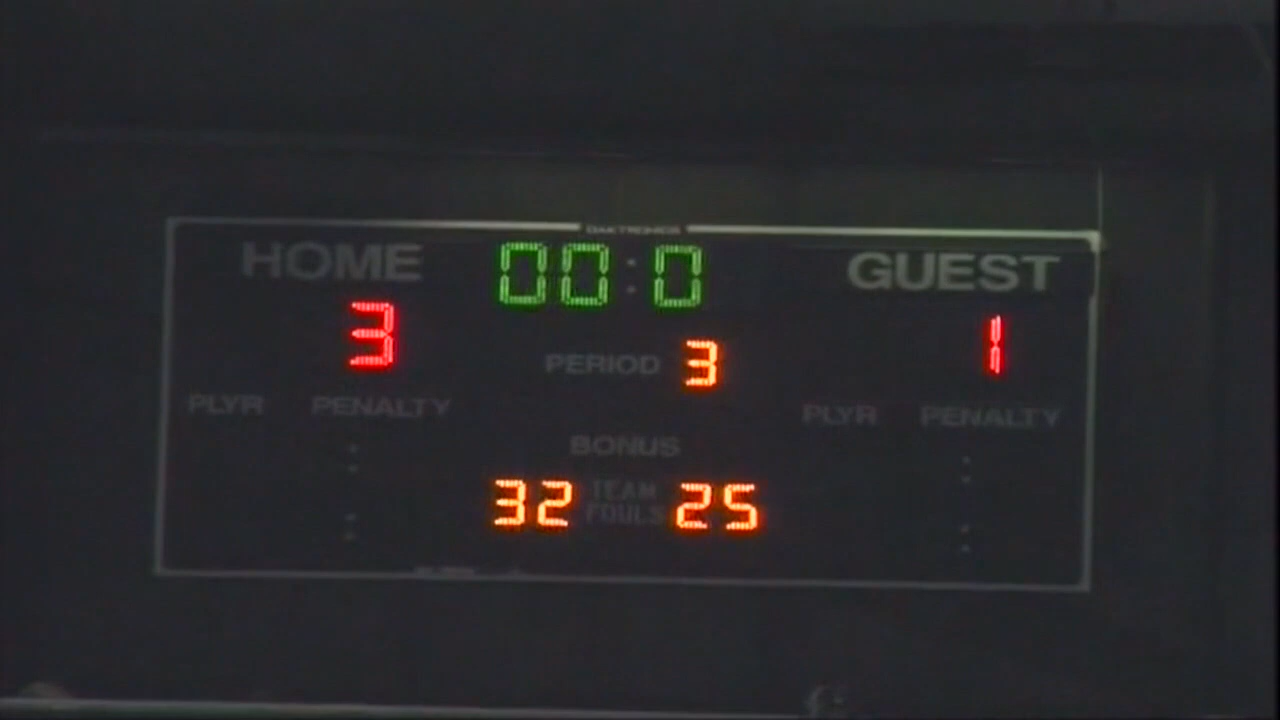 DAKTRONICS
HOME 00:0 GUEST
3 1
PERIOD 3
PLYR PENALTY PLYR PENALTY
: :
BONUS
32 TEAM FOULS 25
: :